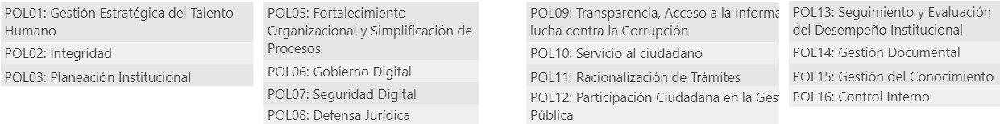 POL01: Gestión Estratégica del Talento
Humano
POL02: Integridad
POL03: Planeación Institucional
POL05: Fortalecimiento
Organizacional y Simplificación de
Procesos
POL06: Gobierno Digital
POL07: Seguridad Digital
POL08: Defensa Jurídica
POL09: Transparencia, Acceso a la Informa
lucha contra la Corrupción
POL10: Servicio al ciudadano
POL11: Racionalización de Trámites
POL12: Participación Ciudadana en la Ges
Pública
POL13: Seguimiento y Evaluación
del Desempeño Institucional
POL14: Gestión Documental
POL15: Gestión del Conocimiento
POL16: Control Interno